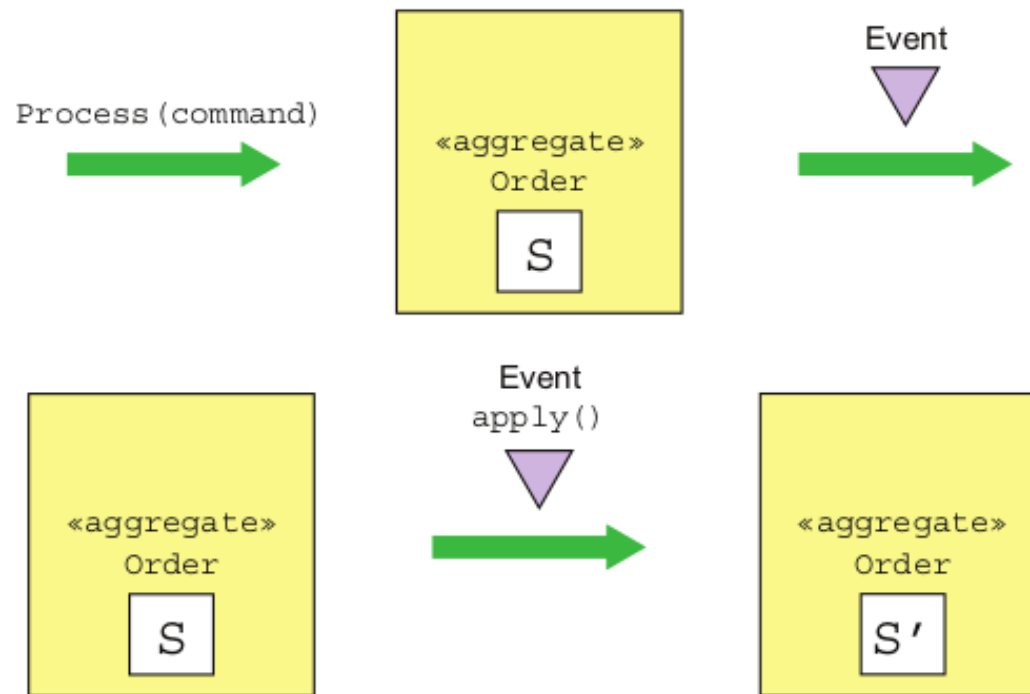 Event
Process(command)
«aggregate»
Order
S
Event
apply()
«aggregate»
Order
S
«aggregate»
Order
S′